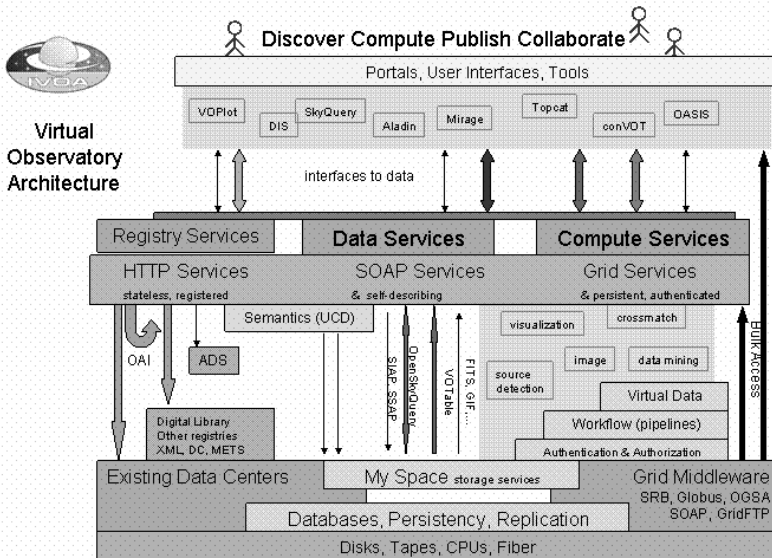 Discover Compute Publish Collaborate
IVOA
Portals, User Interfaces, Tools
Virtual
Observatory
Architecture
VOPlot
DIS
SkyQuery
Aladin
Mirage
Topcat
conVOT
OASIS
interfaces to data
Registry Services
Data Services
Compute Services
HTTP Services
SOAP Services
Grid Services
stateless, registered
& self-describing
& persistent, authenticated
Semantics (UCD)
OAI
ADS
SIAP, SSAP
OpenSkyQuery
VOTable
FITS, GIF,....
visualization
crossmatch
image
data mining
source
detection
Bulk Access
Virtual Data
Workflow (pipelines)
Authentication & Authorization
Digital Library
Other registries
XML, DC, METS
Existing Data Centers
My Space storage services
Grid Middleware
SRB, Globus, OGSA
SOAP, GridFTP
Databases, Persistency, Replication
Disks, Tapes, CPUs, Fiber